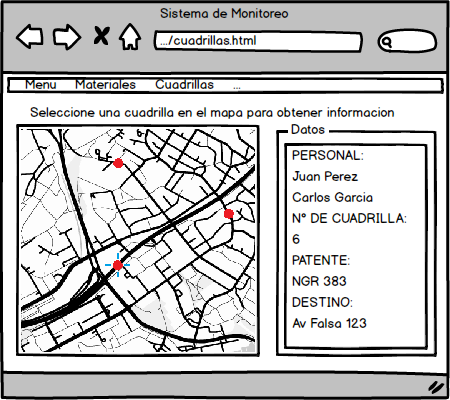 Sistema de Monitoreo
.../cuadrillas.html
Menu Materiales Cuadrillas ...
Seleccione una cuadrilla en el mapa para obtener informacion
Datos
PERSONAL:
Juan Perez
Carlos Garcia
N° DE CUADRILLA:
6
PATENTE:
NGR 383
DESTINO:
Av Falsa 123